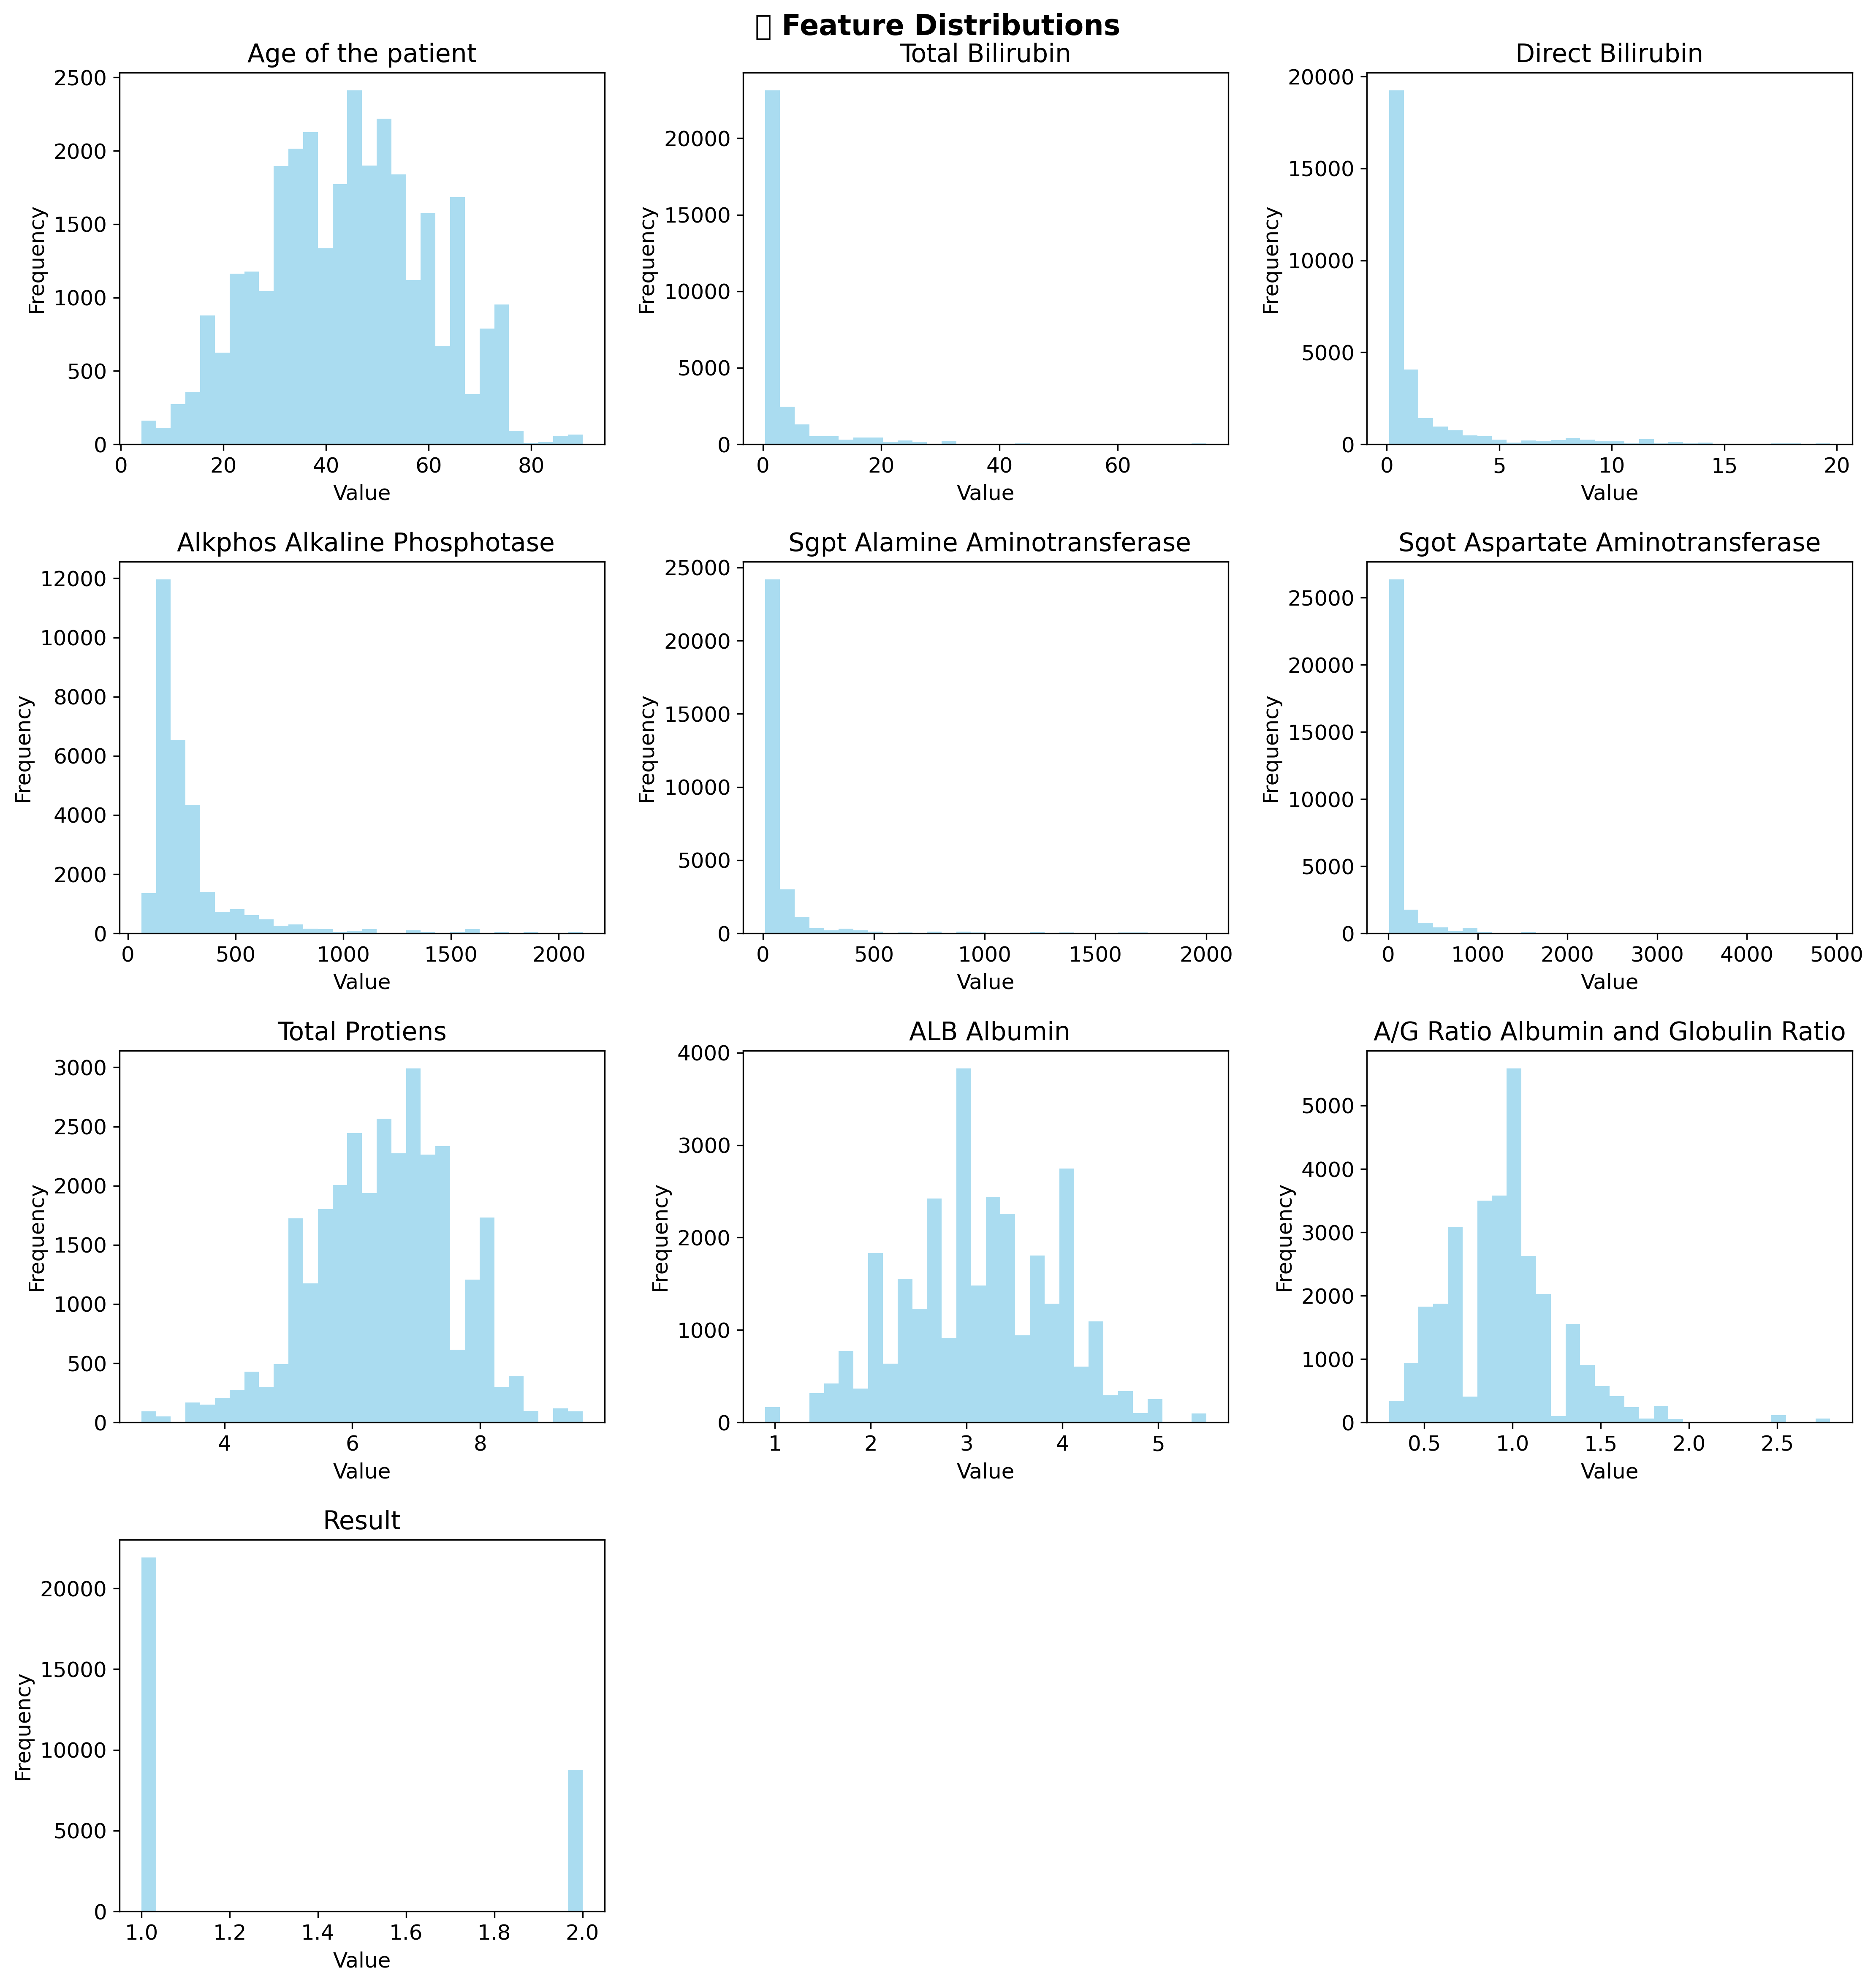 Feature Distributions
Age of the patient
Total Bilirubin
Direct Bilirubin
2500
2000
1500
1000
500
0
Frequency
0 20 40 60 80
Value
20000
15000
10000
5000
0
Frequency
0 20 40 60
Value
20000
15000
10000
5000
0
Frequency
0 5 10 15 20
Value
Alkphos Alkaline Phosphotase
Sgpt Alamine Aminotransferase
Sgot Aspartate Aminotransferase
12000
10000
8000
6000
4000
2000
0
Frequency
0 500 1000 1500 2000
Value
25000
20000
15000
10000
5000
0
Frequency
0 500 1000 1500 2000
Value
25000
20000
15000
10000
5000
0
Frequency
0 1000 2000 3000 4000 5000
Value
Total Protiens
ALB Albumin
A/G Ratio Albumin and Globulin Ratio
3000
2500
2000
1500
1000
500
0
Frequency
4 6 8
Value
4000
3000
2000
1000
0
Frequency
1 2 3 4 5
Value
5000
4000
3000
2000
1000
0
Frequency
0.5 1.0 1.5 2.0 2.5
Value
Result
20000
15000
10000
5000
0
Frequency
1.0 1.2 1.4 1.6 1.8 2.0
Value